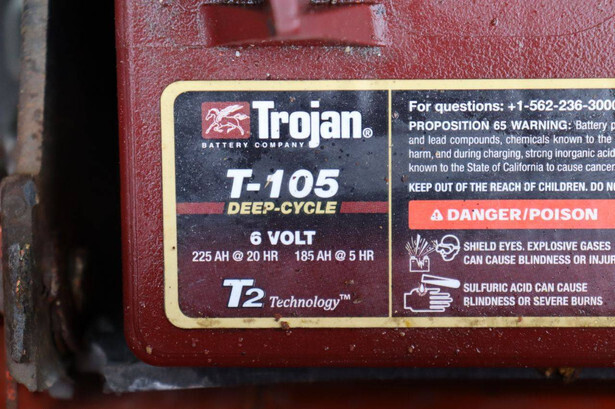 Trojan®
BATTERY COMPANY
T-105
DEEP-CYCLE
6 VOLT
225 AH @ 20 HR 185 AH @ 5 HR
T2 Technology™
For questions: +1-562-236-3000
PROPOSITION 65 WARNING: Battery
and lead compounds, chemicals known to the
harm, and during charging, strong inorganic acid
known to the State of California to cause cancer
KEEP OUT OF THE REACH OF CHILDREN. DO
DANGER/POISON
SHIELD EYES. EXPLOSIVE GASES
CAN CAUSE BLINDNESS OR
SULFURIC ACID CAN CAUSE
BLINDNESS OR SEVERE BURNS